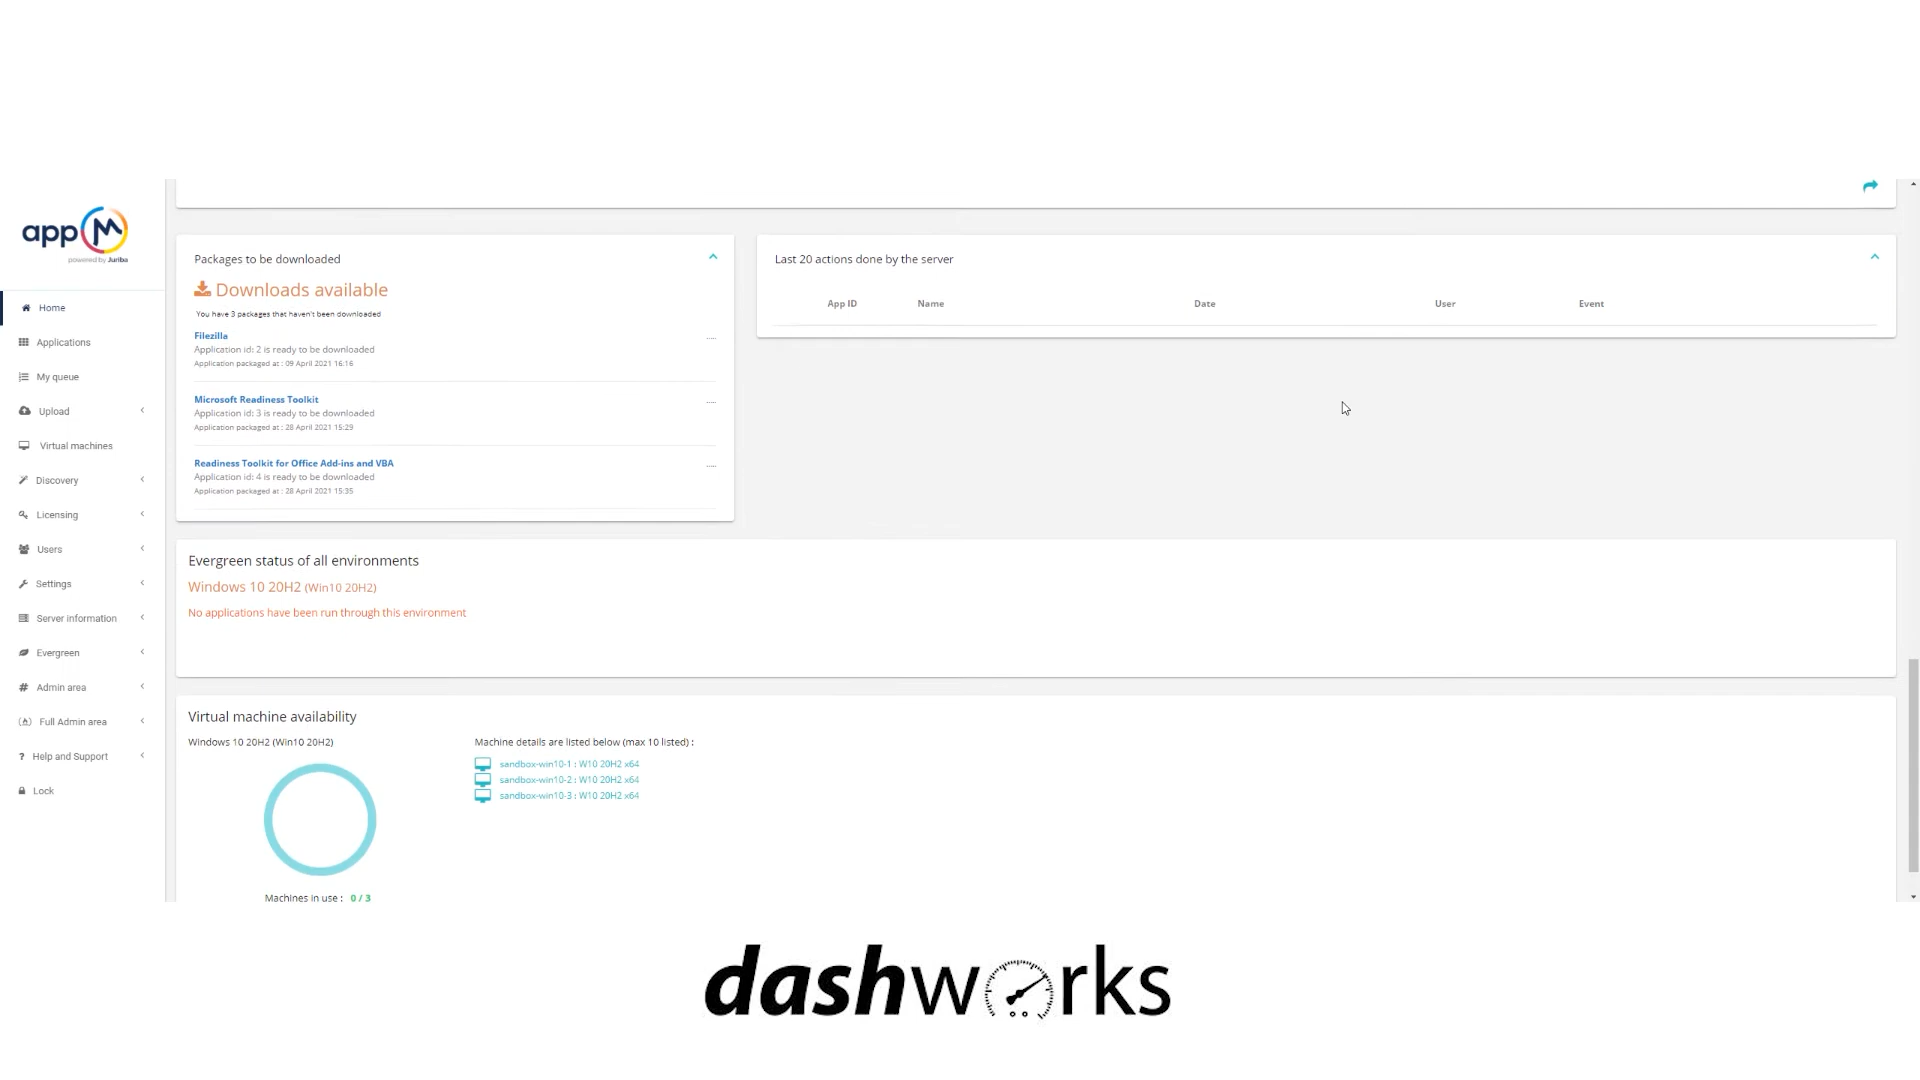 appM
powered by Juriba
Home
Applications
My queue
Upload
Virtual machines
Discovery
Licensing
Users
Settings
Server information
Evergreen
Admin area
Full Admin area
Help and Support
Lock
Packages to be downloaded
Downloads available
You have 3 packages that haven't been downloaded
Filezilla
.....
Application id: 2 is ready to be downloaded
Application packaged at : 09 April 2021 16:16
Microsoft Readiness Toolkit
.....
Application id: 3 is ready to be downloaded
Application packaged at : 28 April 2021 15:29
Readiness Toolkit for Office Add-ins and VBA
.....
Application id: 4 is ready to be downloaded
Application packaged at : 28 April 2021 15:35
Last 20 actions done by the server
App ID Name Date User Event
Evergreen status of all environments
Windows 10 20H2 (Win10 20H2)
No applications have been run through this environment
Virtual machine availability
Windows 10 20H2 (Win10 20H2)
Machines in use : 0 / 3
Machine details are listed below (max 10 listed) :
sandbox-win10-1 : W10 20H2 x64
sandbox-win10-2 : W10 20H2 x64
sandbox-win10-3 : W10 20H2 x64
dashworks